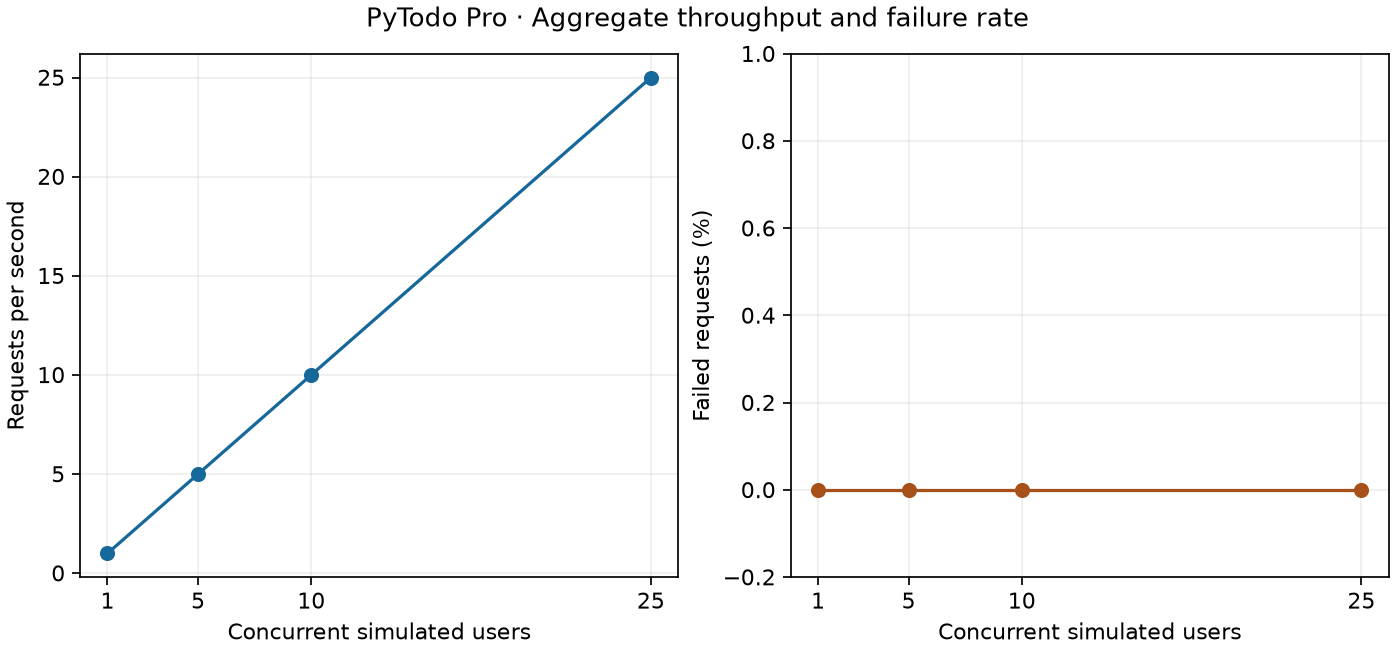 PyTodo Pro · Aggregate throughput and failure rate
Requests per second
25
20
15
10
5
0
1 5 10 25
Concurrent simulated users
Failed requests (%)
1.0
0.8
0.6
0.4
0.2
0.0
−0.2
1 5 10 25
Concurrent simulated users